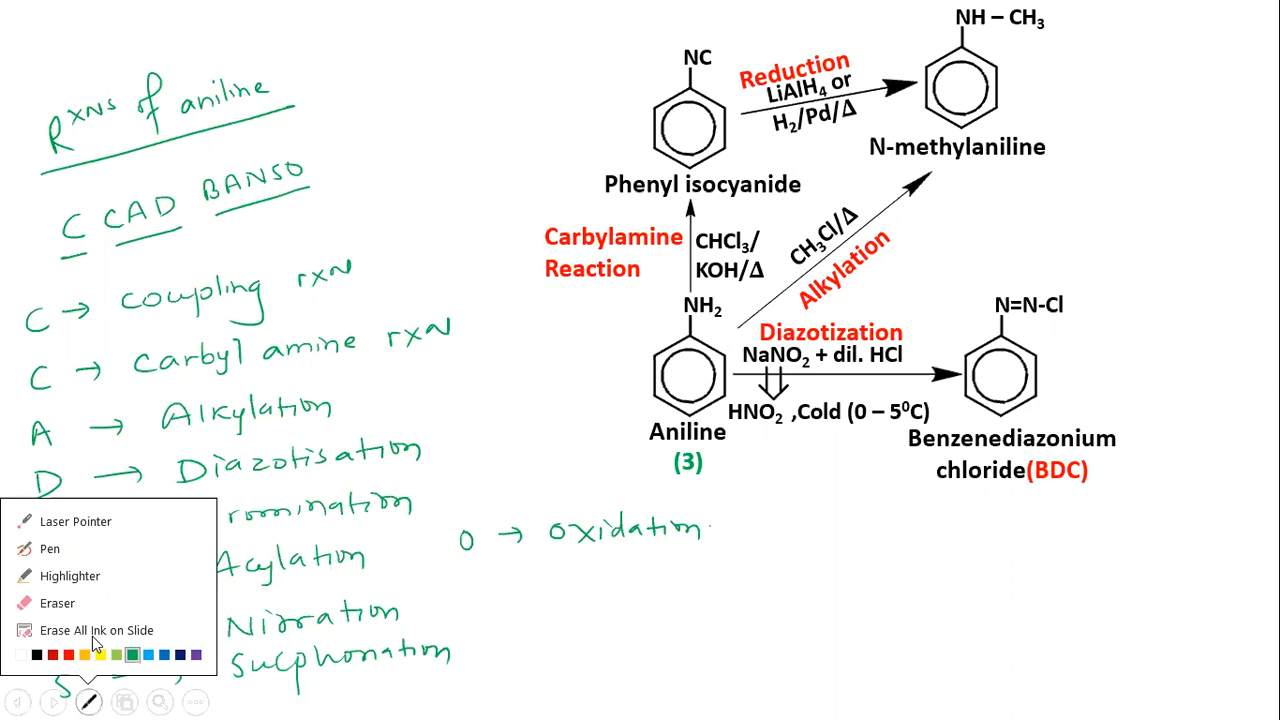 Rxns of aniline
C CAD BANSO
C → Coupling rxn
C → Carbyl amine rxn
A → Alkylation
D → Diazotisation
romination
Acylation
Nitration
S → Sulphonation
O → Oxidation
Laser Pointer
Pen
Highlighter
Eraser
Erase All Ink on Slide
NC
Reduction
LiAlH4 or
H2/Pd/Δ
NH – CH3
N-methylaniline
Phenyl isocyanide
Carbylamine
Reaction
CHCl3/
KOH/Δ
CH3Cl/Δ
Alkylation
NH2
Diazotization
NaNO2 + dil. HCl
HNO2 ,Cold (0 – 5⁰C)
N=N-Cl
Aniline
(3)
Benzenediazonium
chloride(BDC)